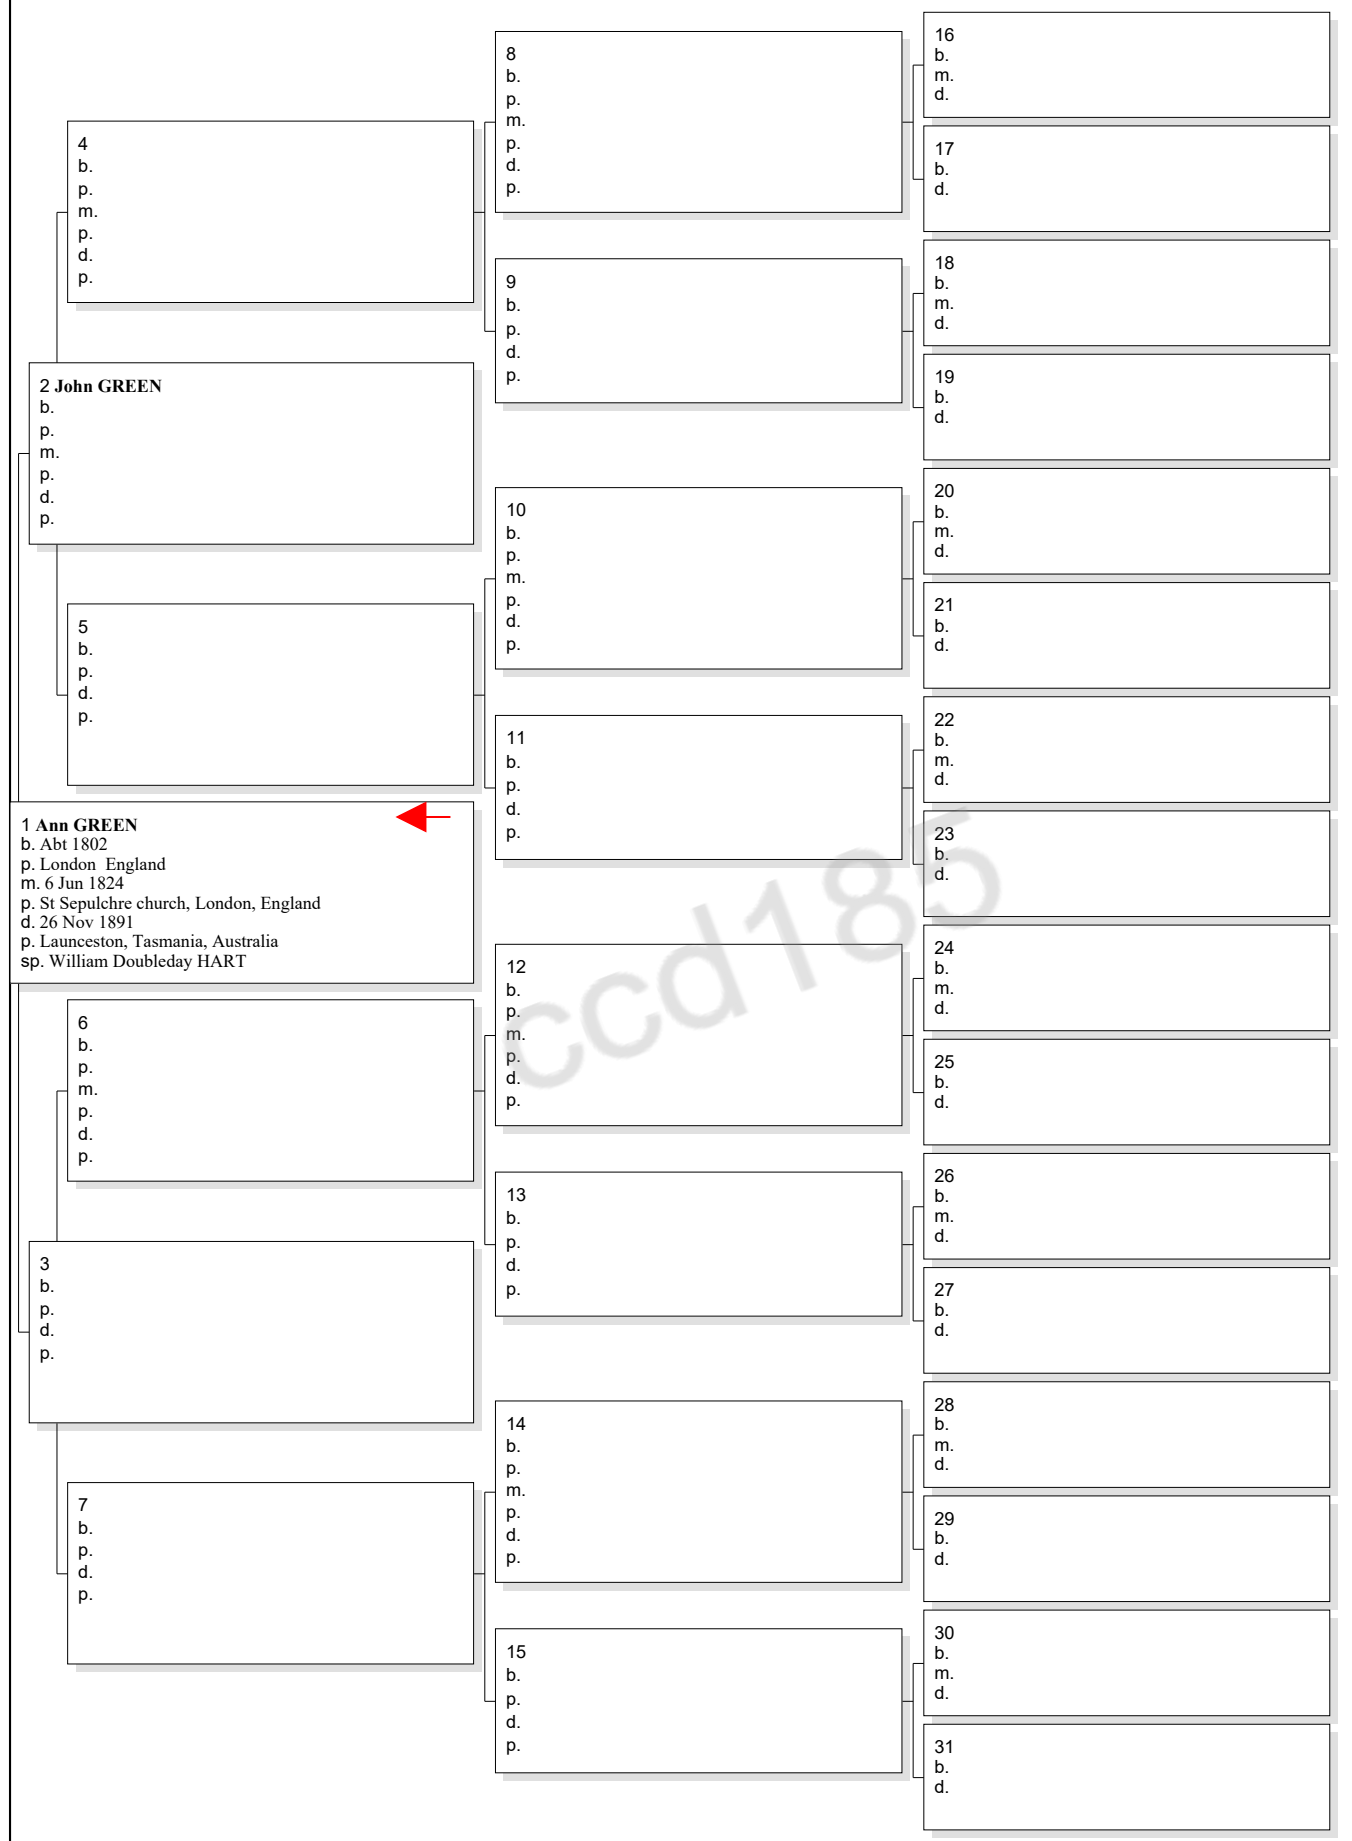 16
b.
m.
d.
8
b.
p.
m.
p.
d.
p.
17
b.
d.
4
b.
p.
m.
p.
d.
p.
18
b.
m.
d.
9
b.
p.
d.
p.
19
b.
d.
2 John GREEN
b.
p.
m.
p.
d.
p.
20
b.
m.
d.
10
b.
p.
m.
p.
d.
p.
21
b.
d.
5
b.
p.
d.
p.
22
b.
m.
d.
11
b.
p.
d.
p.
23
b.
d.
1 Ann GREEN
b. Abt 1802
p. London  England
m. 6 Jun 1824
p. St Sepulchre church, London, England
d. 26 Nov 1891
p. Launceston, Tasmania, Australia
sp. William Doubleday HART
ccd185
24
b.
m.
d.
12
b.
p.
m.
p.
d.
p.
25
b.
d.
6
b.
p.
m.
p.
d.
p.
26
b.
m.
d.
13
b.
p.
d.
p.
27
b.
d.
3
b.
p.
d.
p.
28
b.
m.
d.
14
b.
p.
m.
p.
d.
p.
29
b.
d.
7
b.
p.
d.
p.
30
b.
m.
d.
15
b.
p.
d.
p.
31
b.
d.